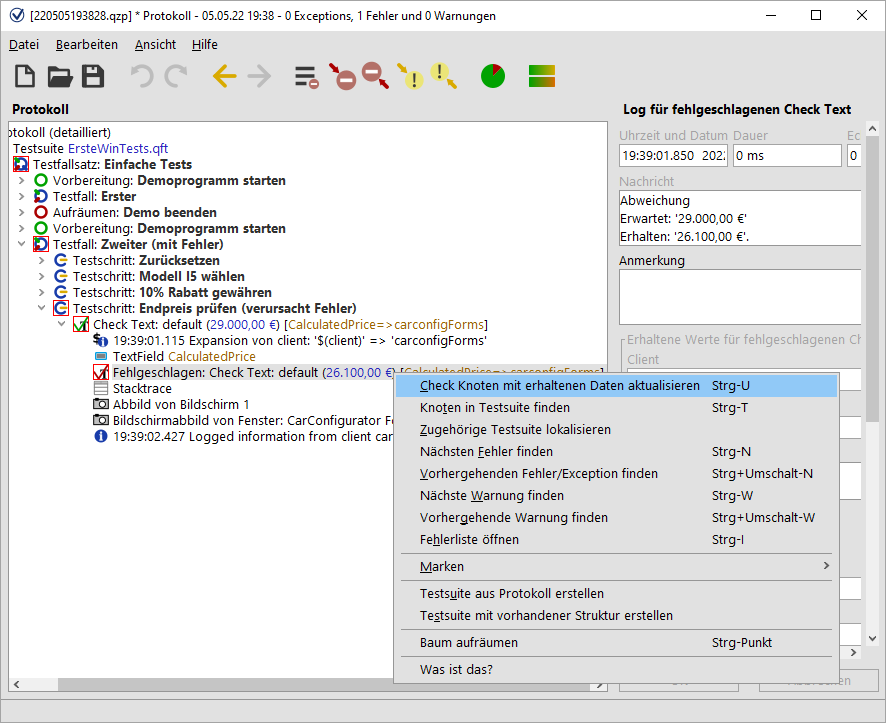 [220505193828.qzp] * Protokoll - 05.05.22 19:38 - 0 Exceptions, 1 Fehler und 0 Warnungen
Datei Bearbeiten Ansicht Hilfe
Protokoll
(detailliert)
Testsuite ErsteWinTests.qft
Testfallsatz: Einfache Tests
Vorbereitung: Demoprogramm starten
Testfall: Erster
Aufräumen: Demo beenden
Vorbereitung: Demoprogramm starten
Testfall: Zweiter (mit Fehler)
Testschritt: Zurücksetzen
Testschritt: Modell I5 wählen
Testschritt: 10% Rabatt gewähren
Testschritt: Endpreis prüfen (verursacht Fehler)
Check Text: default (29.000,00 €) [CalculatedPrice=>carconfigForms]
19:39:01.115 Expansion von client: '$(client)' => 'carconfigForms'
TextField CalculatedPrice
Fehlgeschlagen: Check Text: default (26.100,00 €) [CalculatedPrice=>carconfigForms]
Stacktrace
Abbild von Bildschirm 1
Bildschirmabbild von Fenster: CarConfigurator
19:39:02.427 Logged information from client
Log für fehlgeschlagenen Check Text
Uhrzeit und Datum Dauer
19:39:01.850 0 ms 0
Nachricht
Abweichung
Erwartet: '29.000,00 €'
Erhalten: '26.100,00 €'.
Anmerkung
Erhaltene Werte für fehlgeschlagenen
Client
Check Knoten mit erhaltenen Daten aktualisieren Strg-U
Knoten in Testsuite finden Strg-T
Zugehörige Testsuite lokalisieren
Nächsten Fehler finden Strg-N
Vorhergehenden Fehler/Exception finden Strg+Umschalt-N
Nächste Warnung finden Strg-W
Vorhergehende Warnung finden Strg+Umschalt-W
Fehlerliste öffnen Strg-I
Marken
Testsuite aus Protokoll erstellen
Testsuite mit vorhandener Struktur erstellen
Baum aufräumen Strg-Punkt
Was ist das?